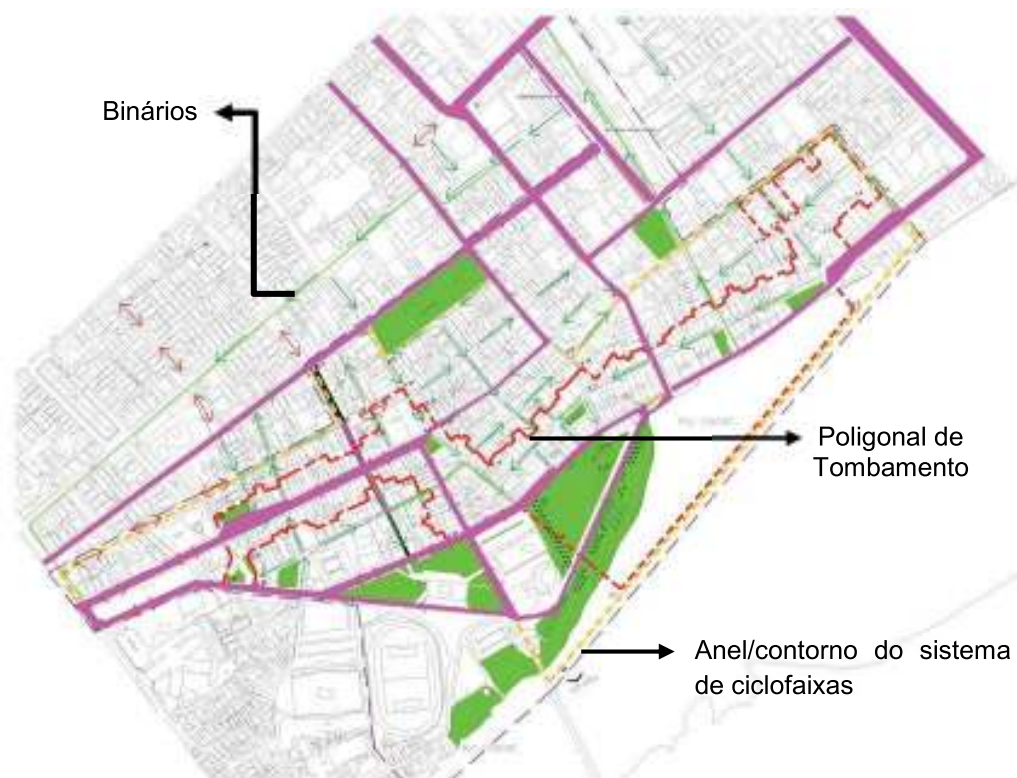 Binários
Poligonal de
Tombamento
Anel/contorno do sistema
de ciclofaixas